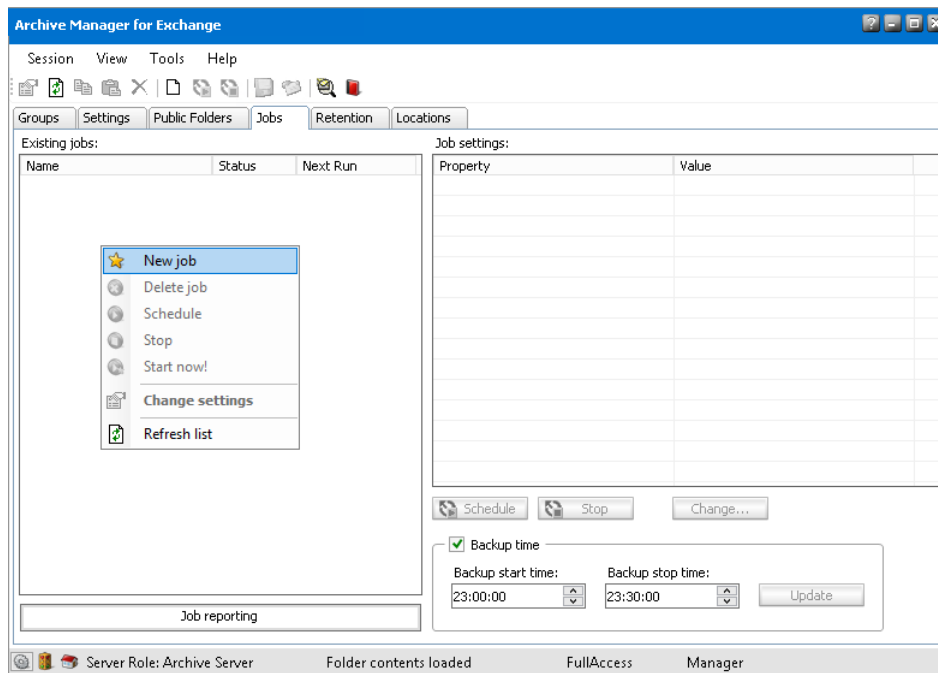 Archive Manager for Exchange
Session View Tools Help
Groups Settings Public Folders Jobs Retention Locations
Existing jobs: Job settings:
Name Status Next Run Property Value
New job
Delete job
Schedule
Stop
Start now!
Change settings
Refresh list
Schedule Stop Change...
Backup time
Backup start time: Backup stop time:
23:00:00 23:30:00 Update
Job reporting
Server Role: Archive Server Folder contents loaded FullAccess Manager